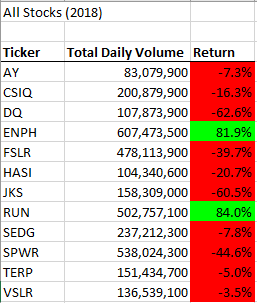 All Stocks (2018)
Ticker Total Daily Volume Return
AY 83,079,900 -7.3%
CSIQ 200,879,900 -16.3%
DQ 107,873,900 -62.6%
ENPH 607,473,500 81.9%
FSLR 478,113,900 -39.7%
HASI 104,340,600 -20.7%
JKS 158,309,000 -60.5%
RUN 502,757,100 84.0%
SEDG 237,212,300 -7.8%
SPWR 538,024,300 -44.6%
TERP 151,434,700 -5.0%
VSLR 136,539,100 -3.5%